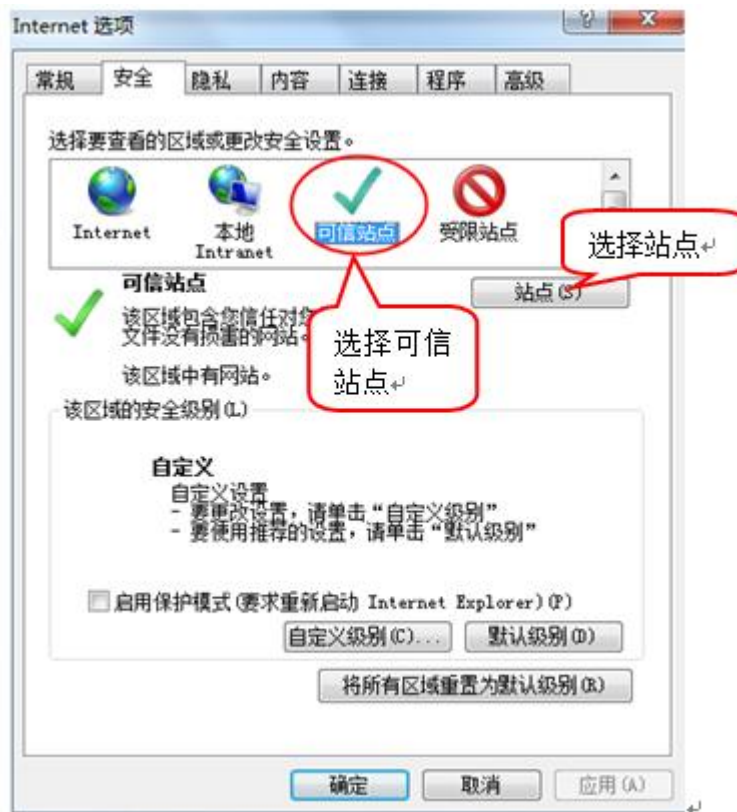 Internet 选项
常规 安全 隐私 内容 连接 程序 高级
选择要查看的区域或更改安全设置。
Internet
本地
Intranet
可信站点
受限站点
选择站点
可信站点
站点(S)
该区域包含您信任对您
文件没有损害的网站。
选择可信
站点
该区域中有网站。
该区域的安全级别(L)
自定义
自定义设置
- 要更改设置，请单击“自定义级别”
- 要使用推荐的设置，请单击“默认级别”
启用保护模式(要求重新启动 Internet Explorer)(P)
自定义级别(C)... 默认级别(D)
将所有区域重置为默认级别(R)
确定 取消 应用(A)